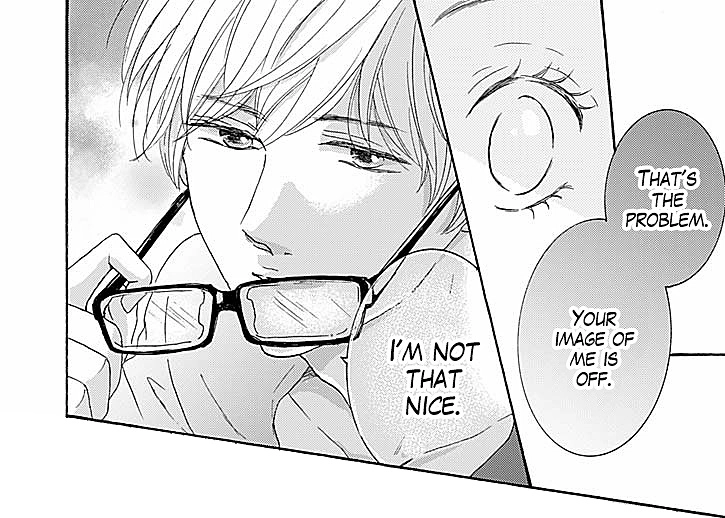 THAT'S
THE
PROBLEM.
YOUR
IMAGE OF
ME IS
OFF.
I'M NOT
THAT
NICE.